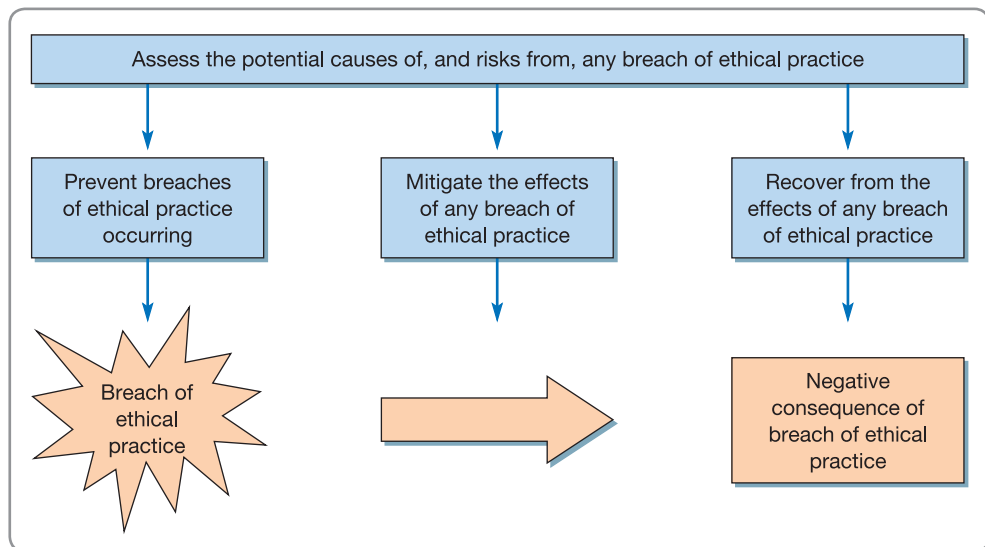 Assess the potential causes of, and risks from, any breach of ethical practice
Prevent breaches
of ethical practice
occurring
Mitigate the effects
of any breach of
ethical practice
Recover from the
effects of any breach
of ethical practice
Breach of
ethical
practice
Negative
consequence of
breach of ethical
practice